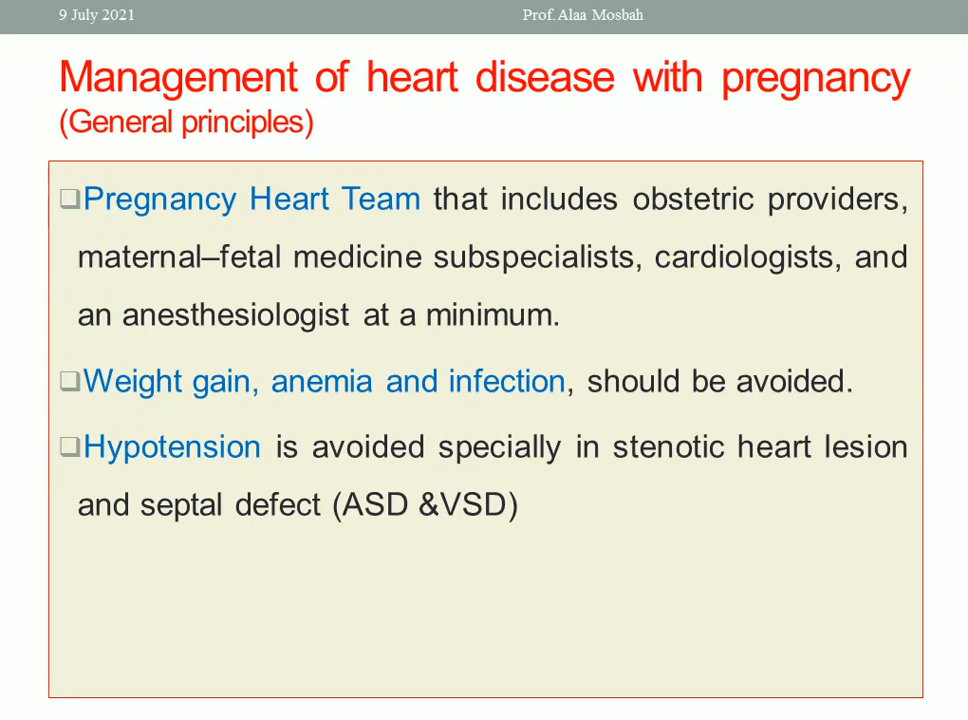 9 July 2021 Prof. Alaa Mosbah
Management of heart disease with pregnancy
(General principles)
Pregnancy Heart Team that includes obstetric providers,
maternal–fetal medicine subspecialists, cardiologists, and
an anesthesiologist at a minimum.
Weight gain, anemia and infection, should be avoided.
Hypotension is avoided specially in stenotic heart lesion
and septal defect (ASD &VSD)